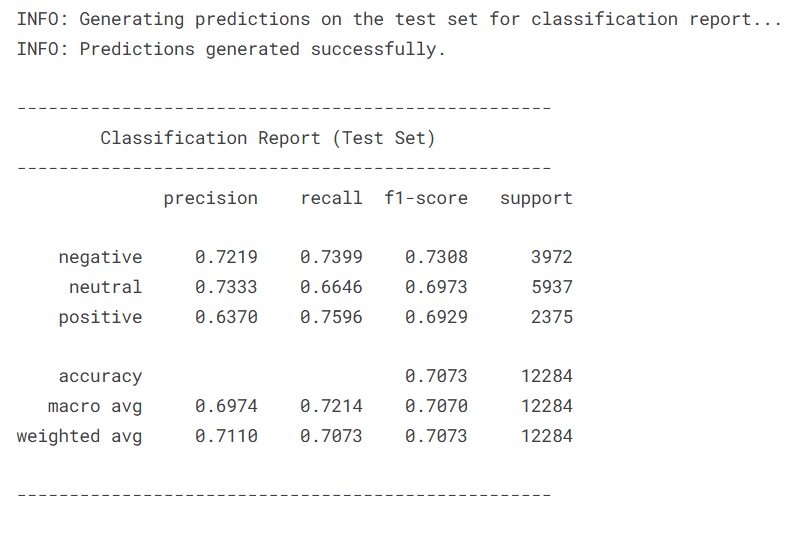 INFO: Generating predictions on the test set for classification report...
INFO: Predictions generated successfully.
---------------------------------------------------
Classification Report (Test Set)
---------------------------------------------------
precision recall f1-score support
negative 0.7219 0.7399 0.7308 3972
neutral 0.7333 0.6646 0.6973 5937
positive 0.6370 0.7596 0.6929 2375
accuracy 0.7073 12284
macro avg 0.6974 0.7214 0.7070 12284
weighted avg 0.7110 0.7073 0.7073 12284
---------------------------------------------------